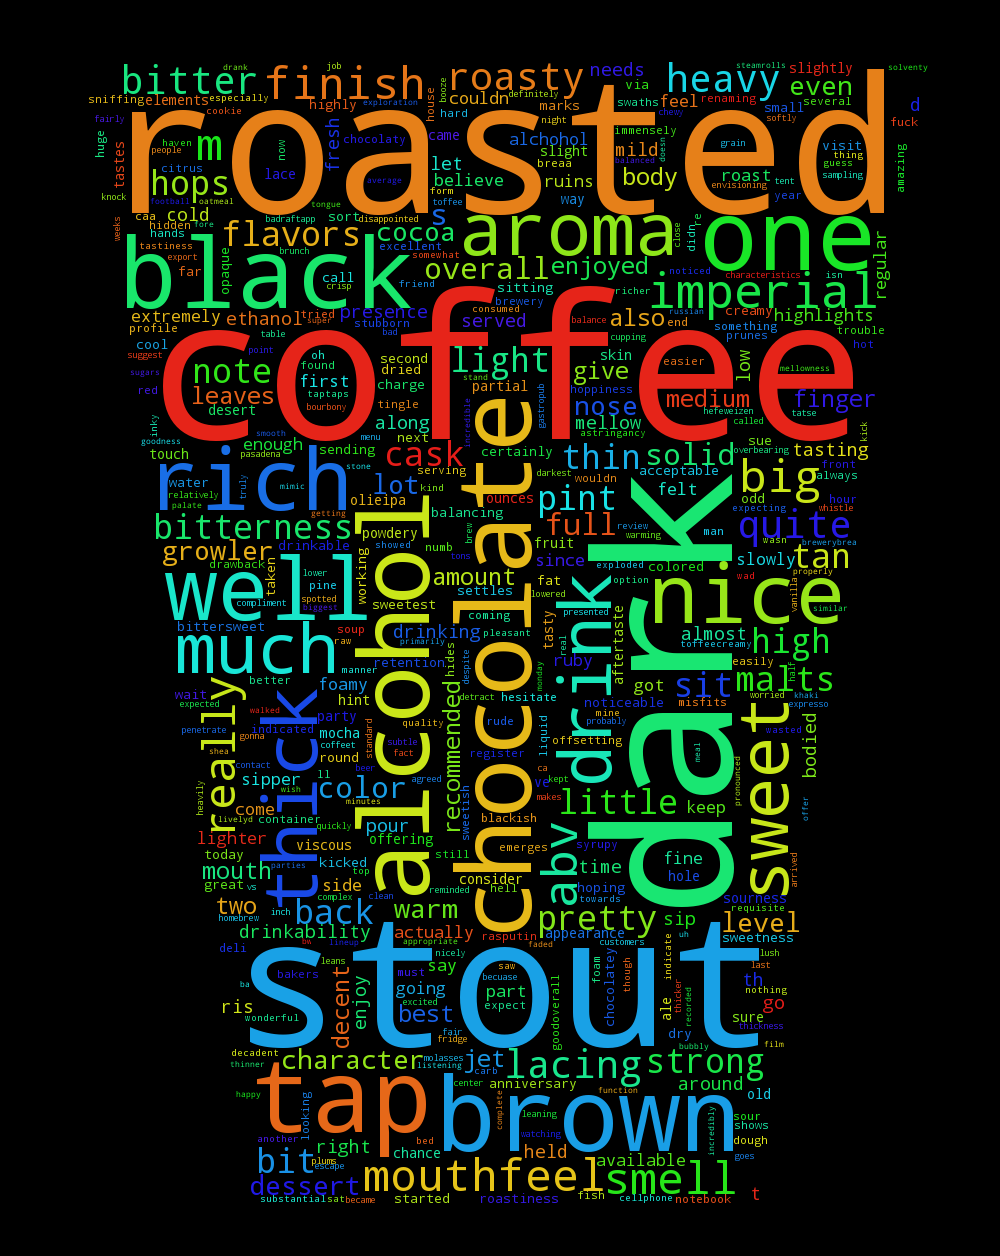 drank job steamrolls solventy
bitter finish roasty needs heavy slightly
sniffing elements especially cookie highly exploration booze couldn definitely via renaming even
roasted
fairly house hard marks swaths feel small several d
huge tastes people haven m citrus now fresh chocolaty came night alchohol immensely chewy softly fuck
knock hops football oatmeal lace balanced average tongue let believe slight breaa ruins mild body doesn grain roast envisioning visit thing guess sampling tent year amazing
weeks caa hidden cold hands lore badraftapp sort disappointed toffee form s way didn re
tastiness export far opaque flavors brunch call crisp cocoa excellent somewhat friend aroma close one regular
black overall enjoyed noticed characteristics isn
extremely profile ethanol tried super presence stubborn bad sitting brewery consumed served richer russian imperial creamy highlights trouble
cool suggest table point oh found first taptaps second dried charge light balance cupping also end something prunes low hot
coffee
sugars red note leaves desert bourbony tingle stand incredible partial gastropub skin give hoppiness easier medium hefeweizen mellowness tatse finger
inky goodness touch pasadena smooth enough sending menu along next certainly nose mellow astringancy called overbearing sue tasting kick
rich water relatively palate truly stone mimic getting lot olieipa cask serving kind ounces darkest thin wouldn acceptable solid felt big odd always front hour
bitterness powdery numb balancing brew pint full review man expecting whistle quite
growler drawback drinkable showed tons since fruit warming exploded colored wasn brewerybrea slowly tan
well lower pine spotted biggest compliment taken working sweetest amount settles fat lowered option wad properly vanilla similar
bittersweet much soup raw manner drinking primarily retention coming pleasant tasty real presented nice almost toffeecreamy high
better wait expected penetrate walked gonna really foamy hint hides despite hesitate monday ruby aftertaste noticeable got easily half worried khaki malts
indicated party mocha round quality recommended detract rude mine probably sit misfits expresso wasted
shea contact heavily livelyd wish sipper thick coffeet standard subtle fact register liquid offsetting meal sweet bodied
come container ll color beer minutes agreed sweetish ca ve kept makes little keep pronounced offer
lighter today great vs viscous quickly parties pour offering blackish emerges syrupy
alcohol chocolate drink dark
mouth kicked top still consider hell abv time fine hole arrived
two homebrew inch side complex clean reminded hoping towards sourness requisite
drinkability back warm actually rasputin pretty appearance sip level sweetness
deli bw lineup appropriate nicely faded customers uh lush
bakers leans must say saw becuase foam chocolatey though indicate last
ba ris decent enjoy going excited part expect ale thicker recorded th nothing go
wonderful best goodoverall sure thickness
stout
decadent thinner character listening fair fridge molasses carb jet lacing dry bubbly strong film
happy tap center anniversary function around old
looking complete leaning brown incredibly sour shows
another right bed chance watching held available dough goes
bit plums escape mouthfeel smell
dessert substantialsat became started roastiness fish cellphone notebook t